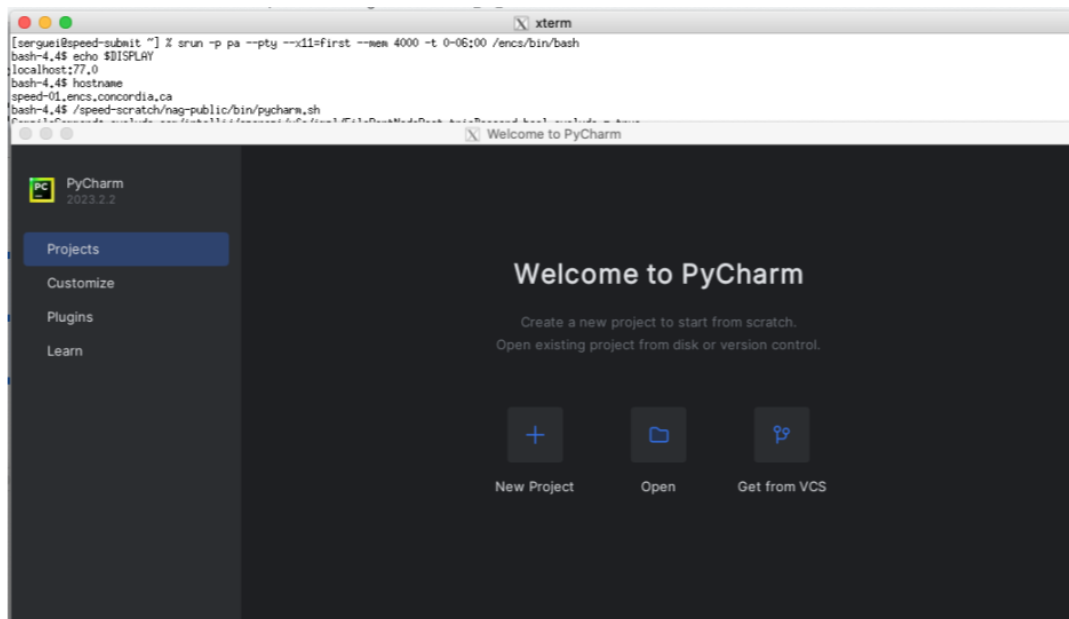 xterm
[serguei@speed-submit ~] % srun -p pa --pty --x11=first --mem 4000 -t 0-06:00 /encs/bin/bash
bash-4.4$ echo $DISPLAY
localhost:77.0
bash-4.4$ hostname
speed-01.encs.concordia.ca
bash-4.4$ /speed-scratch/nag-public/bin/pycharm.sh
Welcome to PyCharm
PC
PyCharm
2023.2.2
Projects
Customize
Plugins
Learn
Welcome to PyCharm
Create a new project to start from scratch.
Open existing project from disk or version control.
New Project Open Get from VCS